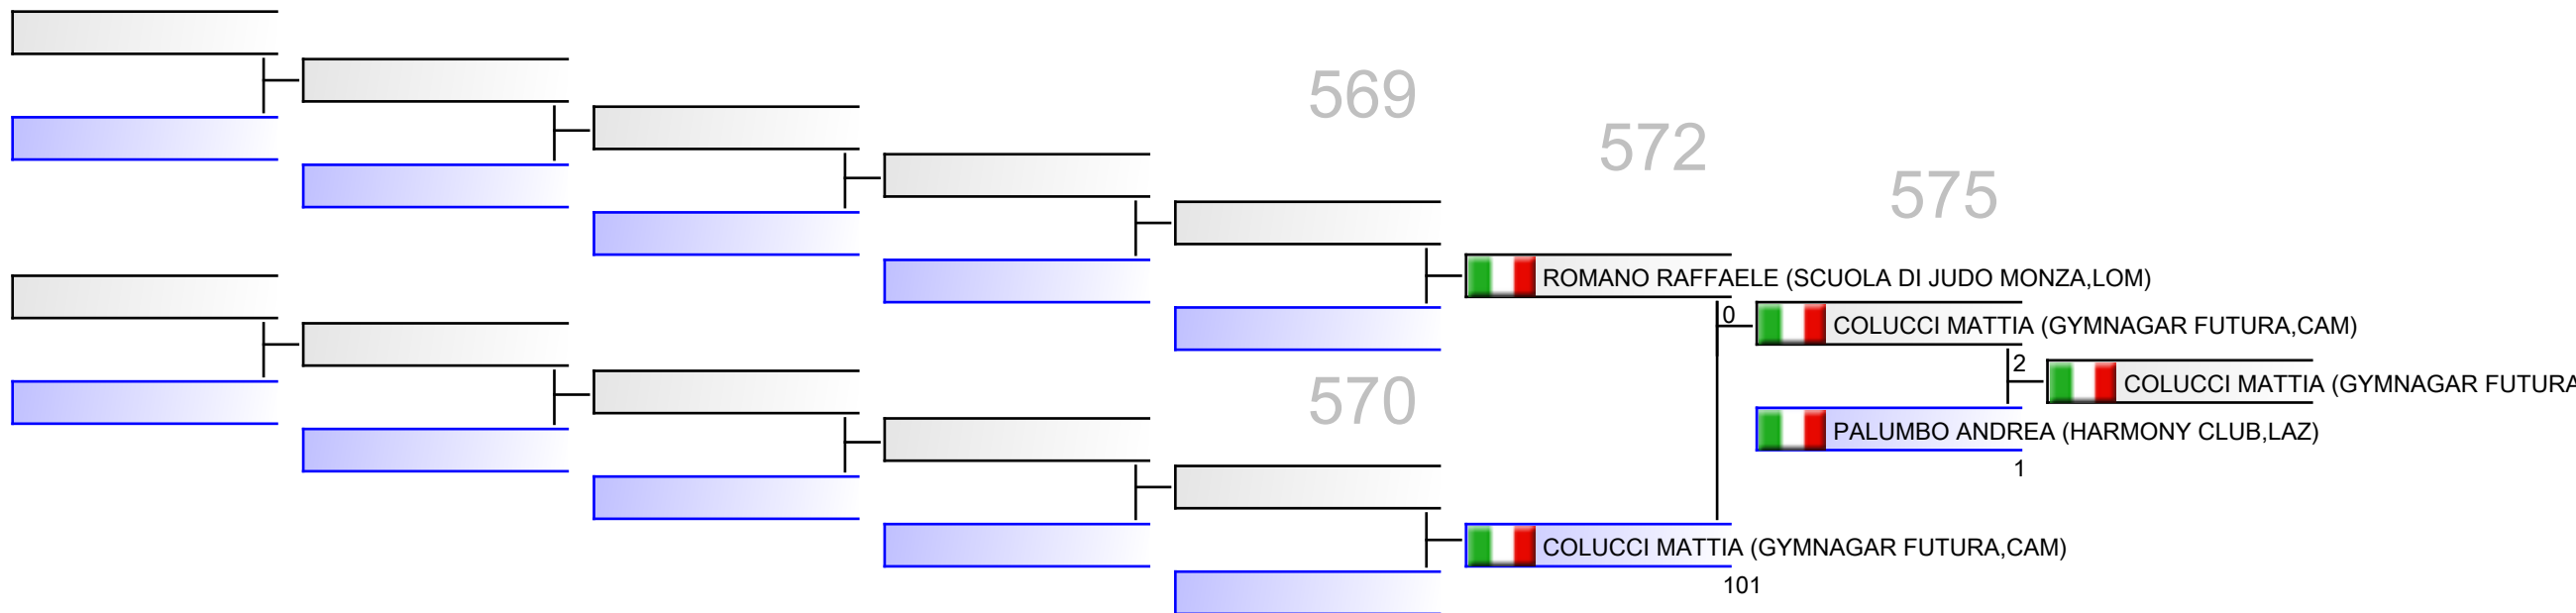 569
572
575
ROMANO RAFFAELE (SCUOLA DI JUDO MONZA,LOM)
0
COLUCCI MATTIA (GYMNAGAR FUTURA,CAM)
2
COLUCCI MATTIA (GYMNAGAR FUTURA
570
PALUMBO ANDREA (HARMONY CLUB,LAZ)
1
COLUCCI MATTIA (GYMNAGAR FUTURA,CAM)
101